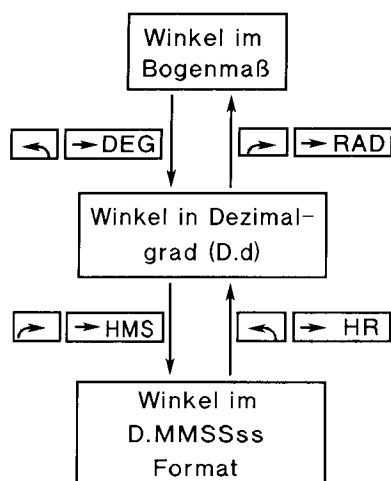 Winkel im
Bogenmaß
→ DEG
→ RAD
Winkel in Dezimal-
grad (D.d)
→ HMS
→ HR
Winkel im
D.MMSSss
Format